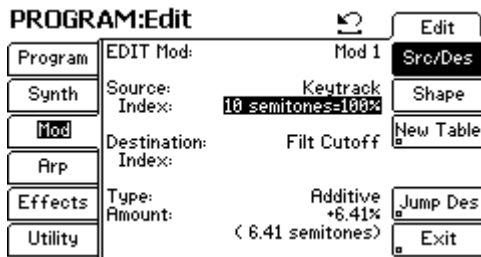 PROGRAM:Edit
Edit
Program
EDIT Mod: Mod 1
Src/Des
Synth
Source: Keytrack
Shape
Index: 10 semitones=100%
Mod
New Table
Destination: Filt Cutoff
Arp
Index:
Effects
Type: Additive
Jump Des
Amount: +6.41%
Utility
( 6.41 semitones)
Exit